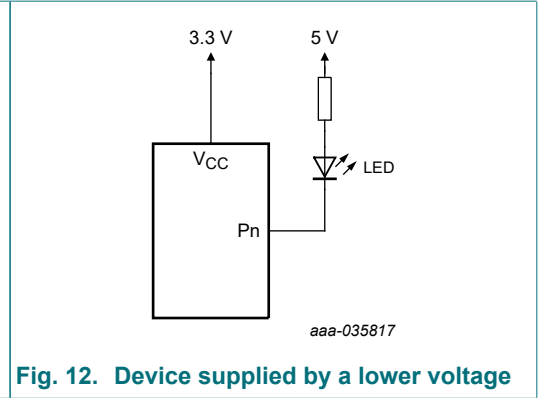 3.3 V 5 V
VCC
LED
Pn
aaa-035817
Fig. 12. Device supplied by a lower voltage